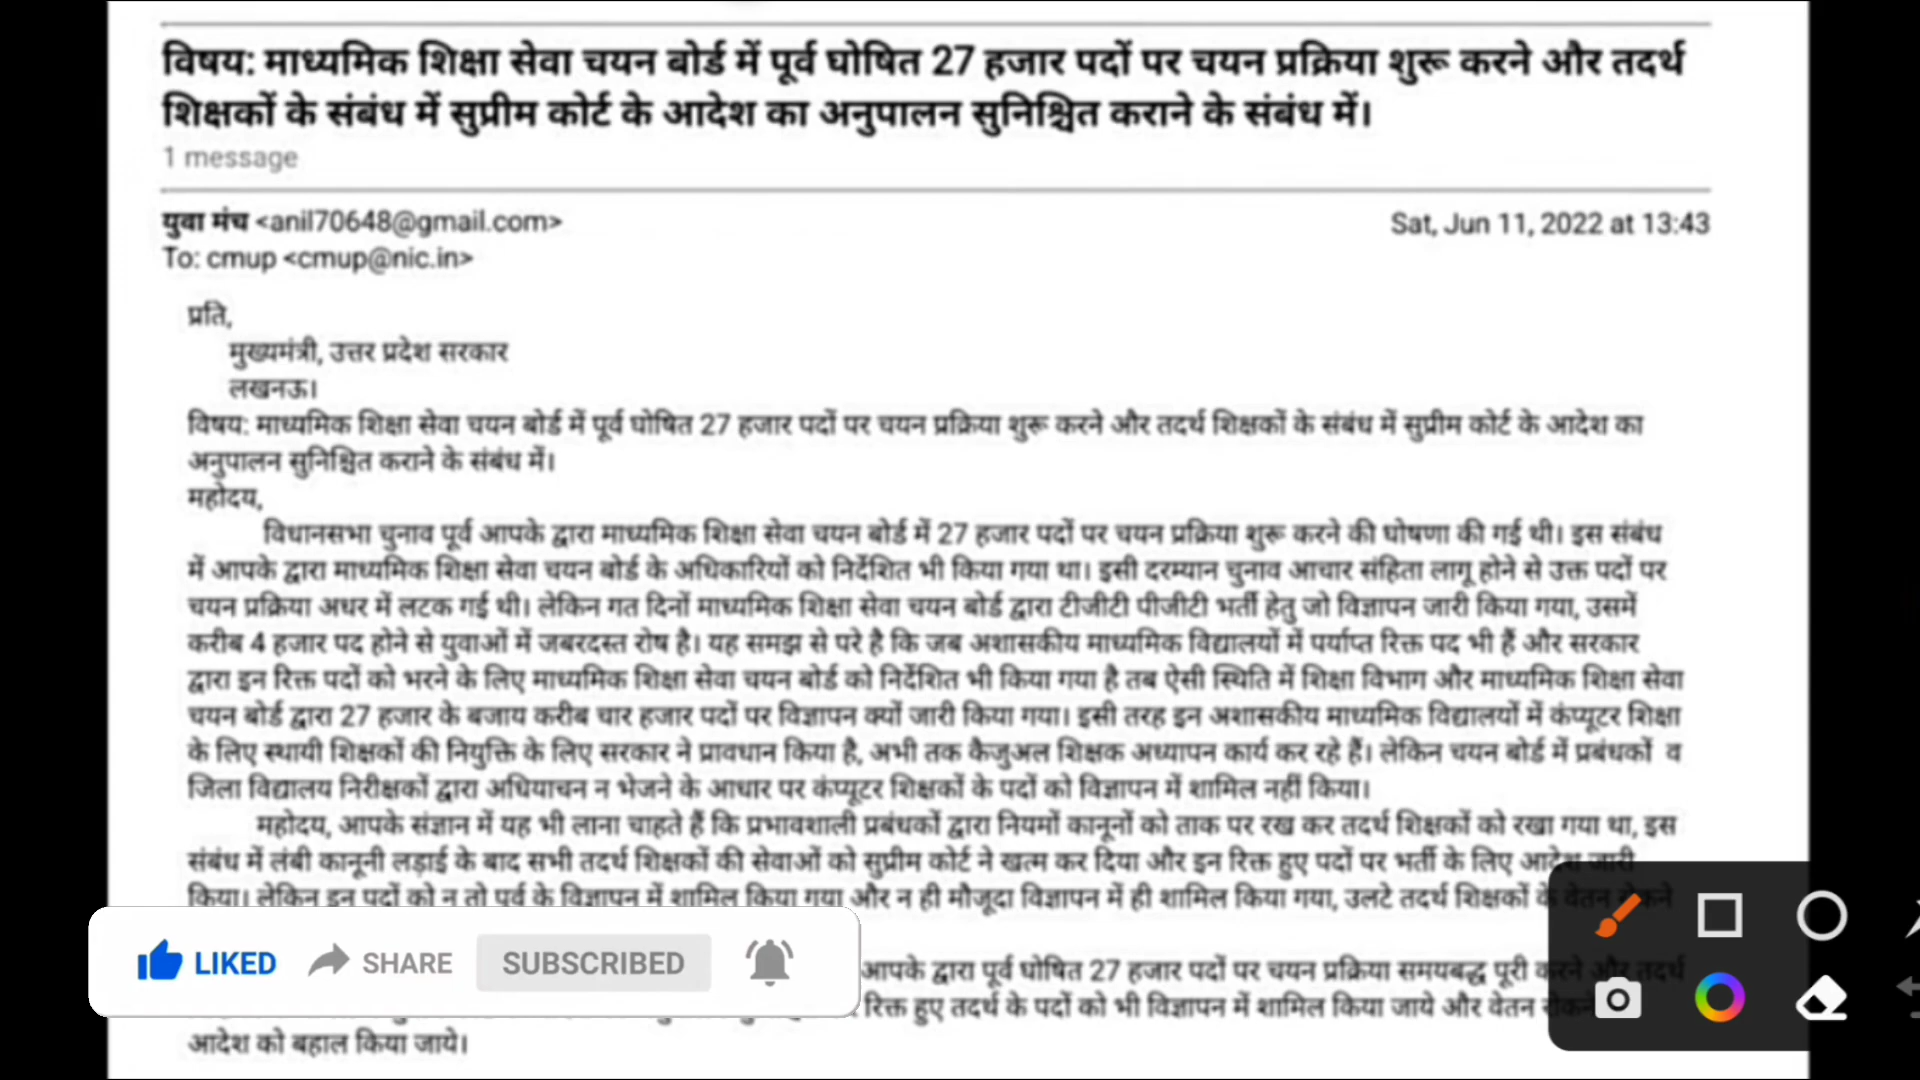 विषय: माध्यमिक शिक्षा सेवा चयन बोर्ड में पूर्व घोषित 27 हजार पदों पर चयन प्रक्रिया शुरू करने और तदर्थ
शिक्षकों के संबंध में सुप्रीम कोर्ट के आदेश का अनुपालन सुनिश्चित कराने के संबंध में।
1 message
युवा मंच <anil70648@gmail.com>
Sat, Jun 11, 2022 at 13:43
To: cmup <cmup@nic.in>
प्रति,
मुख्यमंत्री, उत्तर प्रदेश सरकार
लखनऊ।
विषय: माध्यमिक शिक्षा सेवा चयन बोर्ड में पूर्व घोषित 27 हजार पदों पर चयन प्रक्रिया शुरू करने और तदर्थ शिक्षकों के संबंध में सुप्रीम कोर्ट के आदेश का
अनुपालन सुनिश्चित कराने के संबंध में।
महोदय,
विधानसभा चुनाव पूर्व आपके द्वारा माध्यमिक शिक्षा सेवा चयन बोर्ड में 27 हजार पदों पर चयन प्रक्रिया शुरू करने की घोषणा की गई थी। इस संबंध
में आपके द्वारा माध्यमिक शिक्षा सेवा चयन बोर्ड के अधिकारियों को निर्देशित भी किया गया था। इसी दरम्यान चुनाव आचार संहिता लागू होने से उक्त पदों पर
चयन प्रक्रिया अधर में लटक गई थी। लेकिन गत दिनों माध्यमिक शिक्षा सेवा चयन बोर्ड द्वारा टीजीटी पीजीटी भर्ती हेतु जो विज्ञापन जारी किया गया, उसमें
करीब 4 हजार पद होने से युवाओं में जबरदस्त रोष है। यह समझ से परे है कि जब अशासकीय माध्यमिक विद्यालयों में पर्याप्त रिक्त पद भी हैं और सरकार
द्वारा इन रिक्त पदों को भरने के लिए माध्यमिक शिक्षा सेवा चयन बोर्ड को निर्देशित भी किया गया है तब ऐसी स्थिति में शिक्षा विभाग और माध्यमिक शिक्षा सेवा
चयन बोर्ड द्वारा 27 हजार के बजाय करीब चार हजार पदों पर विज्ञापन क्यों जारी किया गया। इसी तरह इन अशासकीय माध्यमिक विद्यालयों में कंप्यूटर शिक्षा
के लिए स्थायी शिक्षकों की नियुक्ति के लिए सरकार ने प्रावधान किया है, अभी तक कैजुअल शिक्षक अध्यापन कार्य कर रहे हैं। लेकिन चयन बोर्ड में प्रबंधकों व
जिला विद्यालय निरीक्षकों द्वारा अधियाचन न भेजने के आधार पर कंप्यूटर शिक्षकों के पदों को विज्ञापन में शामिल नहीं किया।
महोदय, आपके संज्ञान में यह भी लाना चाहते हैं कि प्रभावशाली प्रबंधकों द्वारा नियमों कानूनों को ताक पर रख कर तदर्थ शिक्षकों को रखा गया था, इस
संबंध में लंबी कानूनी लड़ाई के बाद सभी तदर्थ शिक्षकों की सेवाओं को सुप्रीम कोर्ट ने खत्म कर दिया और इन रिक्त हुए पदों पर भर्ती के लिए आदेश जारी
किया। लेकिन इन पदों को न तो पूर्व के विज्ञापन में शामिल किया गया और न ही मौजूदा विज्ञापन में ही शामिल किया गया, उलटे तदर्थ शिक्षकों के वेतन रोकने
आपके द्वारा पूर्व घोषित 27 हजार पदों पर चयन प्रक्रिया समयबद्ध पूरी करने और तदर्थ
रिक्त हुए तदर्थ के पदों को भी विज्ञापन में शामिल किया जाये और वेतन रोकने
आदेश को बहाल किया जाये।
LIKED SHARE SUBSCRIBED